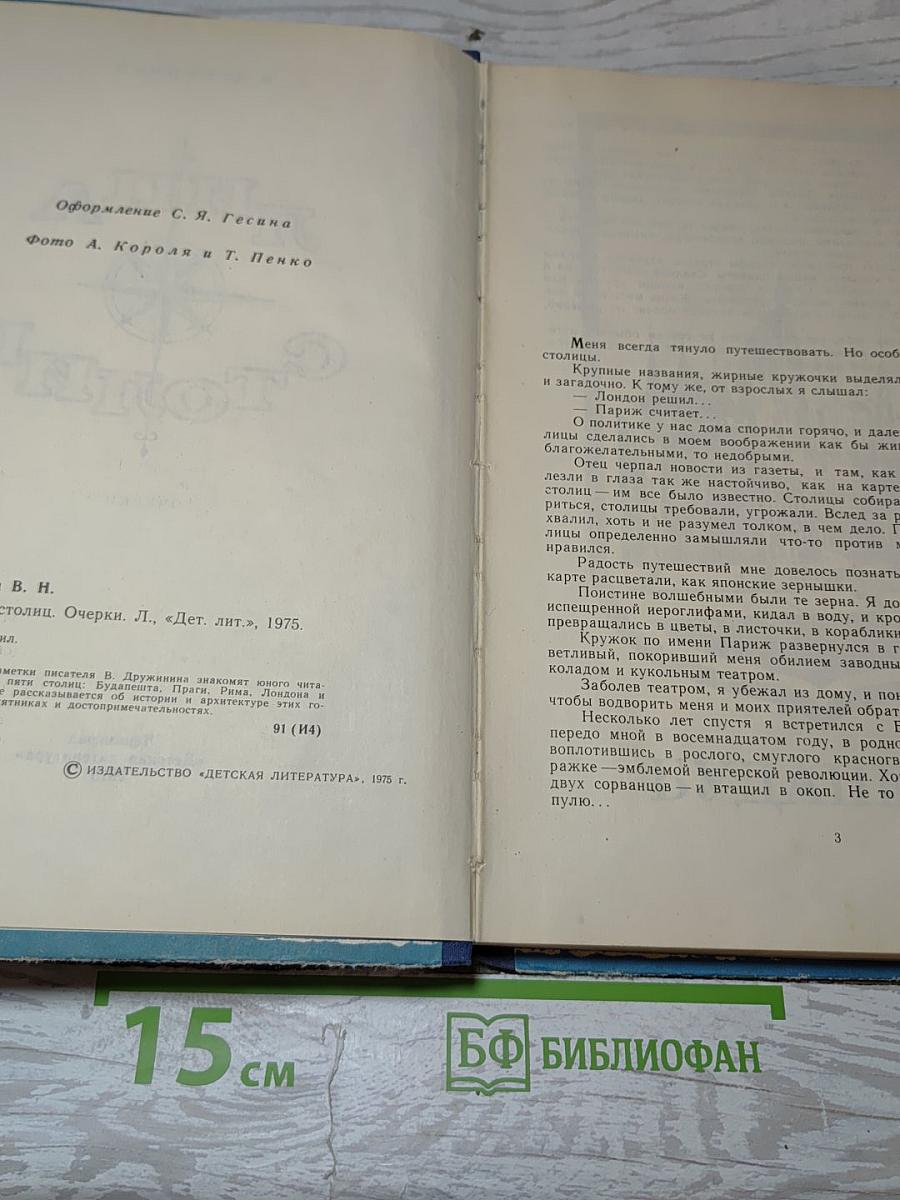 Оформление С. Я. Гесина
Фото А. Короля и Т. Пенко
В. Н.
столиц. Очерки. Л., «Дет. лит.», 1975.
ил.
метки писателя В. Дружинина знакомят юного чита-
пяти столиц: Будапешта, Праги, Рима, Лондона и
рассказывается об истории и архитектуре этих го-
мятниках и достопримечательностях.
91 (И4)
© ИЗДАТЕЛЬСТВО «ДЕТСКАЯ ЛИТЕРАТУРА», 1975 г.
Меня всегда тянуло путешествовать. Но особ
столицы.
Крупные названия, жирные кружочки выделял
и загадочно. К тому же, от взрослых я слышал:
— Лондон решил...
— Париж считает...
О политике у нас дома спорили горячо, и дале
лицы сделались в моем воображении как бы жи
благожелательными, то недобрыми.
Отец черпал новости из газеты, и там, как
лезли в глаза так же настойчиво, как на карте
столиц — им все было известно. Столицы собира
риться, столицы требовали, угрожали. Вслед за р
хвалил, хоть и не разумел толком, в чем дело. Г
лицы определенно замышляли что-то против м
нравился.
Радость путешествий мне довелось познать
карте расцветали, как японские зернышки.
Поистине волшебными были те зерна. Я до
испещренной иероглифами, кидал в воду, и кро
превращались в цветы, в листочки, в кораблики
Кружок по имени Париж развернулся в г
ветливый, покоривший меня обилием заводны
коладом и кукольным театром.
Заболев театром, я убежал из дому, и пон
чтобы водворить меня и моих приятелей обрат
Несколько лет спустя я встретился с Б
передо мной в восемнадцатом году, в родно
воплотившись в рослого, смуглого красногв
ражке — эмблемой венгерской революции. Хо
двух сорванцов — и втащил в окоп. Не то
пулю...
3
15 см
БФ БИБЛИОФАН